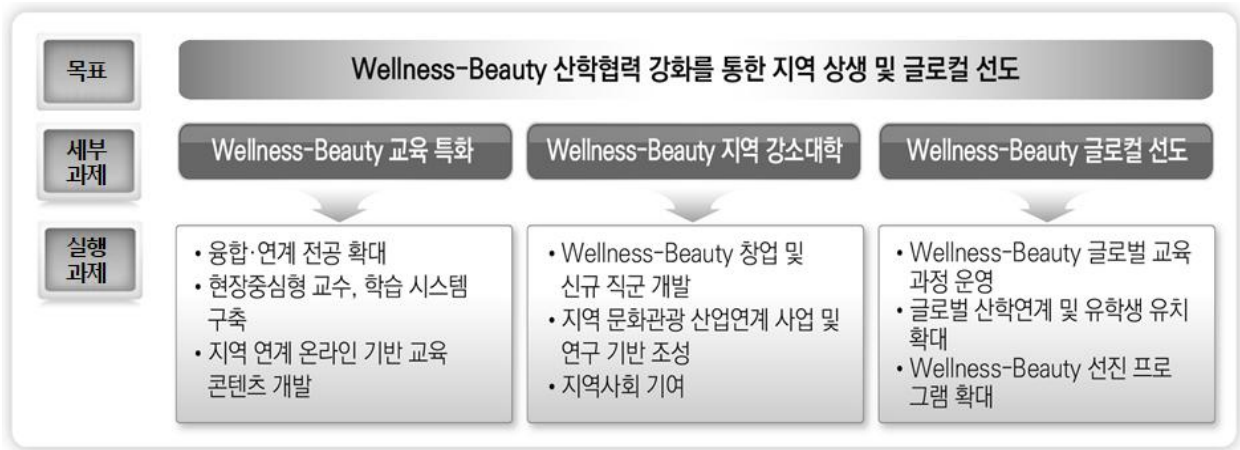 목표
Wellness-Beauty 산학협력 강화를 통한 지역 상생 및 글로컬 선도
세부
과제
Wellness-Beauty 교육 특화
Wellness-Beauty 지역 강소대학
Wellness-Beauty 글로컬 선도
실행
과제
• 융합·연계 전공 확대
• 현장중심형 교수, 학습 시스템
구축
• 지역 연계 온라인 기반 교육
콘텐츠 개발
• Wellness-Beauty 창업 및
신규 직군 개발
• 지역 문화관광 산업연계 사업 및
연구 기반 조성
• 지역사회 기여
• Wellness-Beauty 글로벌 교육
과정 운영
• 글로벌 산학연계 및 유학생 유치
확대
• Wellness-Beauty 선진 프로
그램 확대